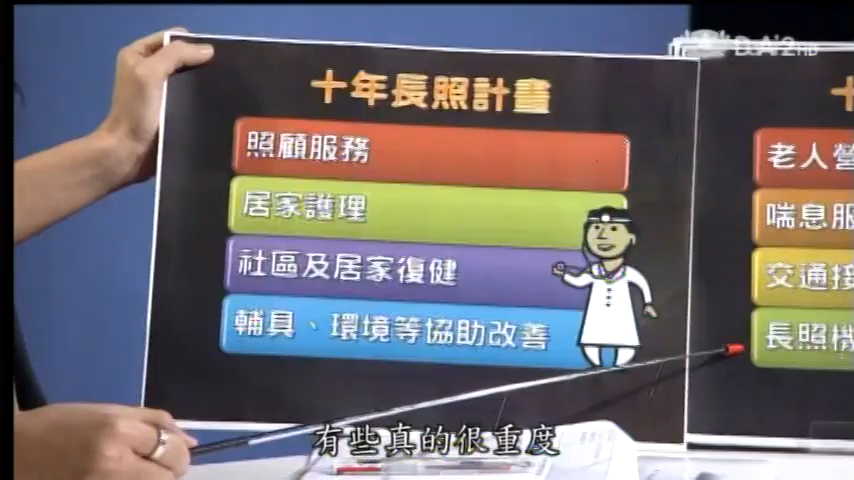 DaAi2HD
十年長照計畫
照顧服務
居家護理
社區及居家復健
輔具、環境等協助改善
十
老人營
喘息服
交通接
長照機
有些真的很重度